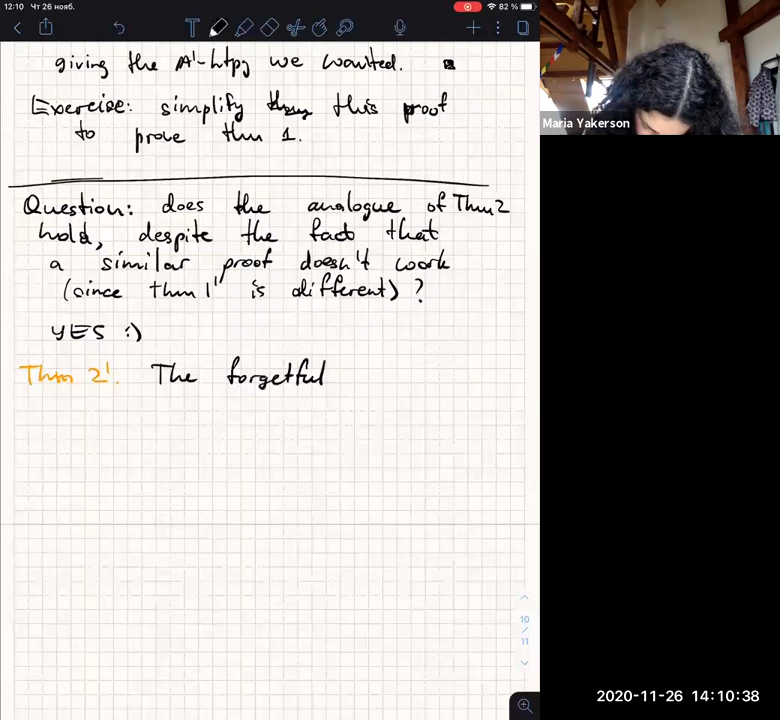 12:10 Чт 26 нояб.
82 %
giving the A¹-htpy we wanted.
Exercise: simplify this proof
to prove thm 1.
Question: does the analogue of Thm 2
hold, despite the fact that
a similar proof doesn't work
(since thm 1' is different) ?
YES :)
Thm 2'. The forgetful
10
/
11
Maria Yakerson
2020-11-26 14:10:38